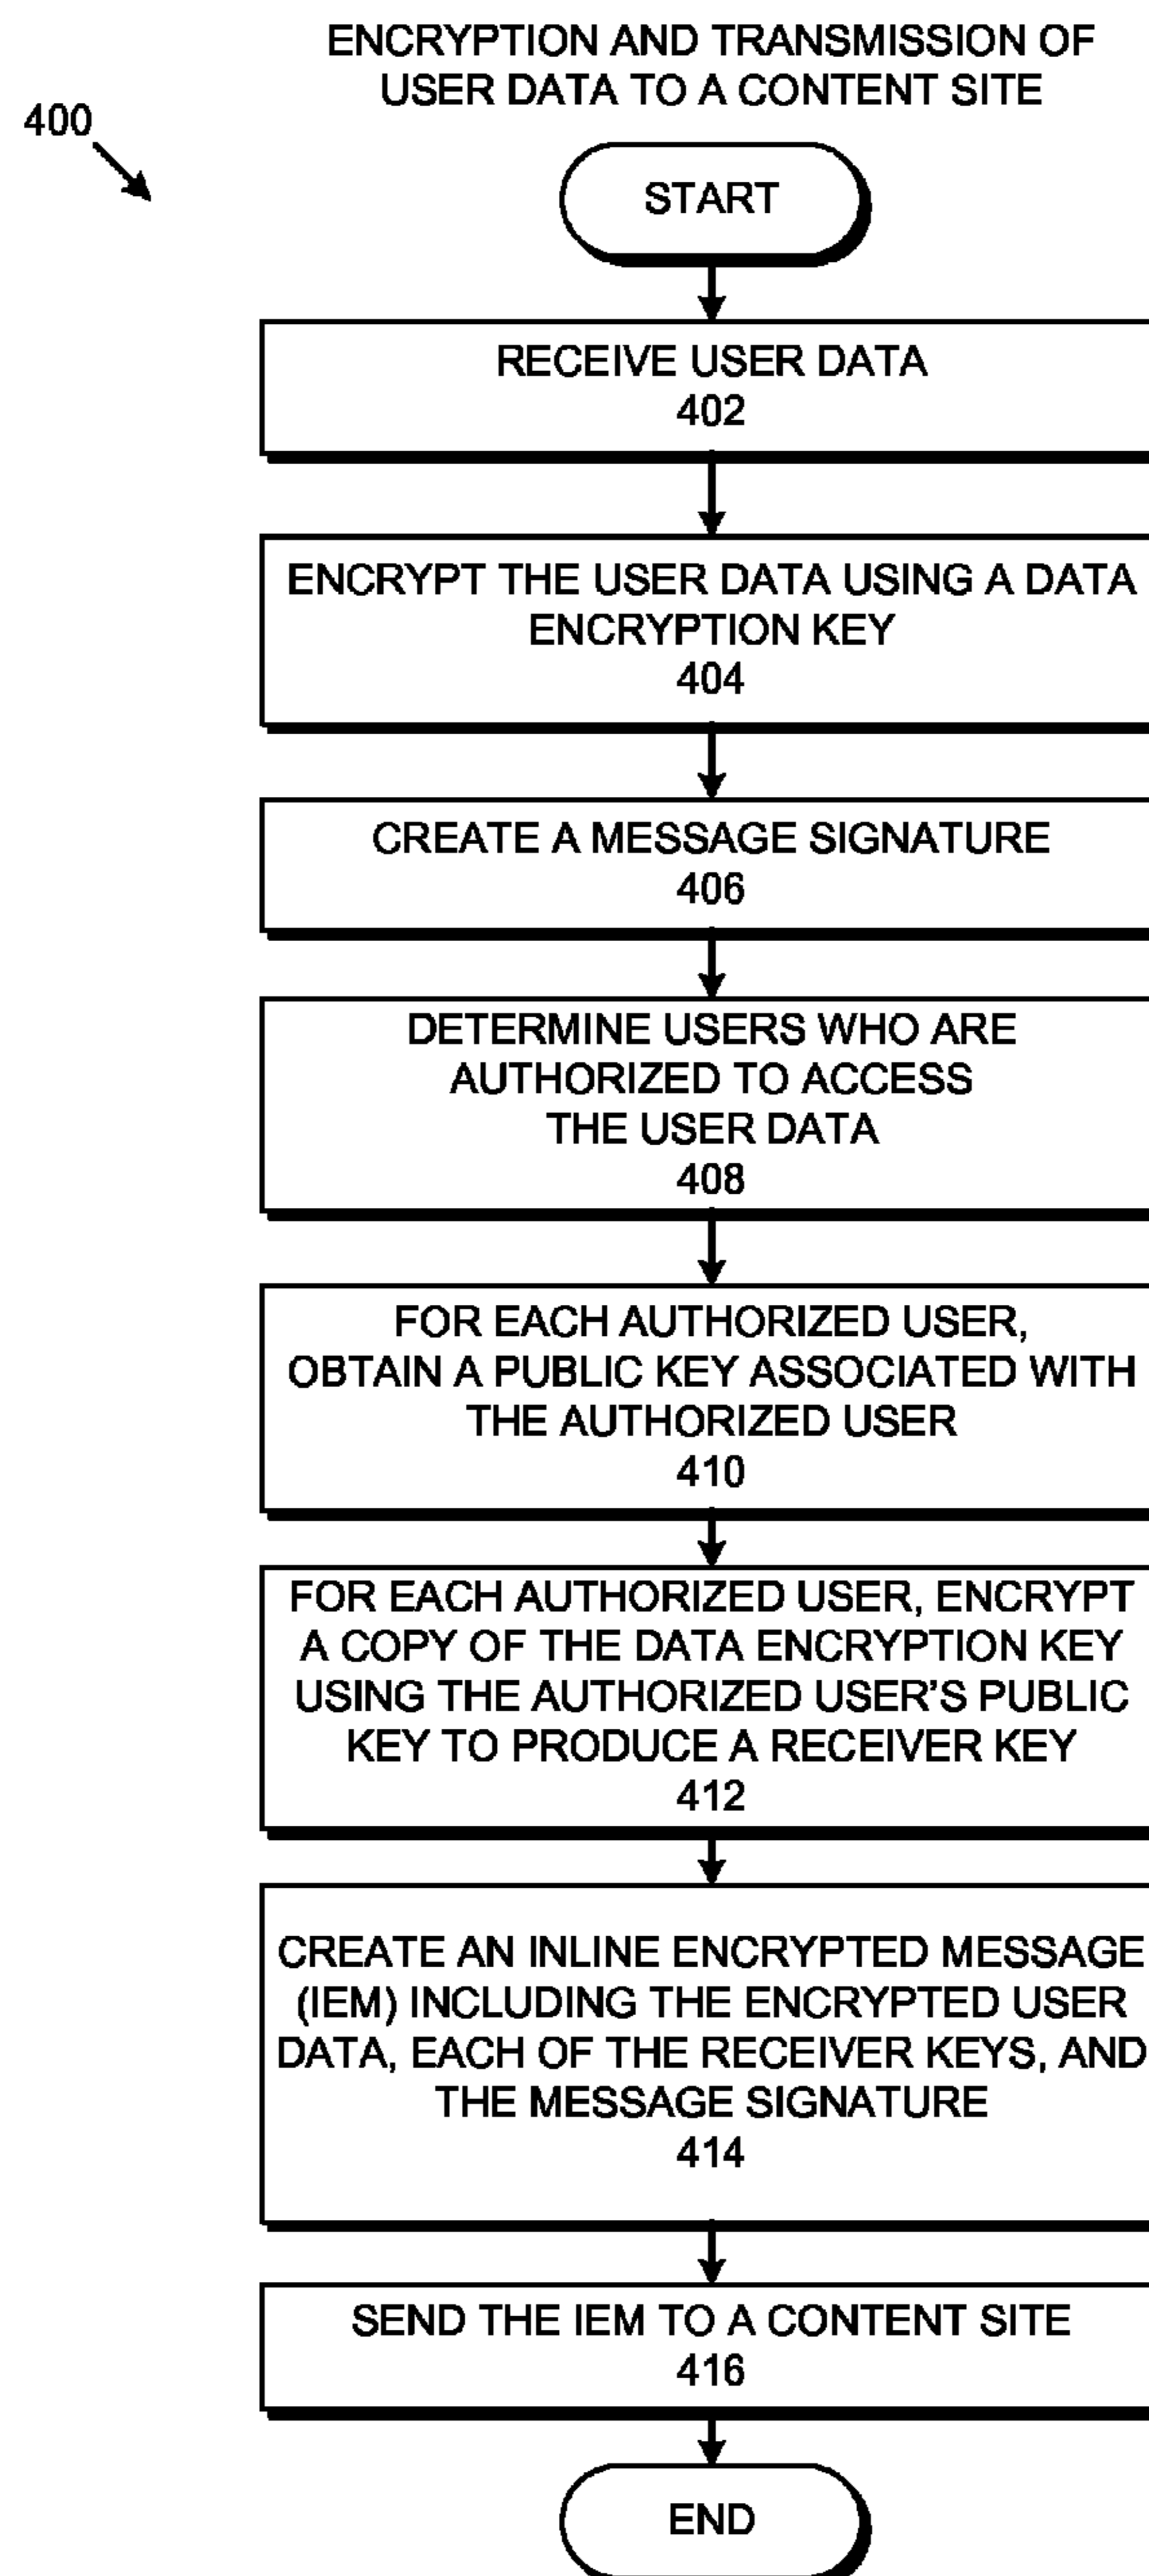 ENCRYPTION AND TRANSMISSION OF
USER DATA TO A CONTENT SITE
400
START
RECEIVE USER DATA
402
ENCRYPT THE USER DATA USING A DATA
ENCRYPTION KEY
404
CREATE A MESSAGE SIGNATURE
406
DETERMINE USERS WHO ARE
AUTHORIZED TO ACCESS
THE USER DATA
408
FOR EACH AUTHORIZED USER,
OBTAIN A PUBLIC KEY ASSOCIATED WITH
THE AUTHORIZED USER
410
FOR EACH AUTHORIZED USER, ENCRYPT
A COPY OF THE DATA ENCRYPTION KEY
USING THE AUTHORIZED USER’S PUBLIC
KEY TO PRODUCE A RECEIVER KEY
412
CREATE AN INLINE ENCRYPTED MESSAGE
(IEM) INCLUDING THE ENCRYPTED USER
DATA, EACH OF THE RECEIVER KEYS, AND
THE MESSAGE SIGNATURE
414
SEND THE IEM TO A CONTENT SITE
416
END